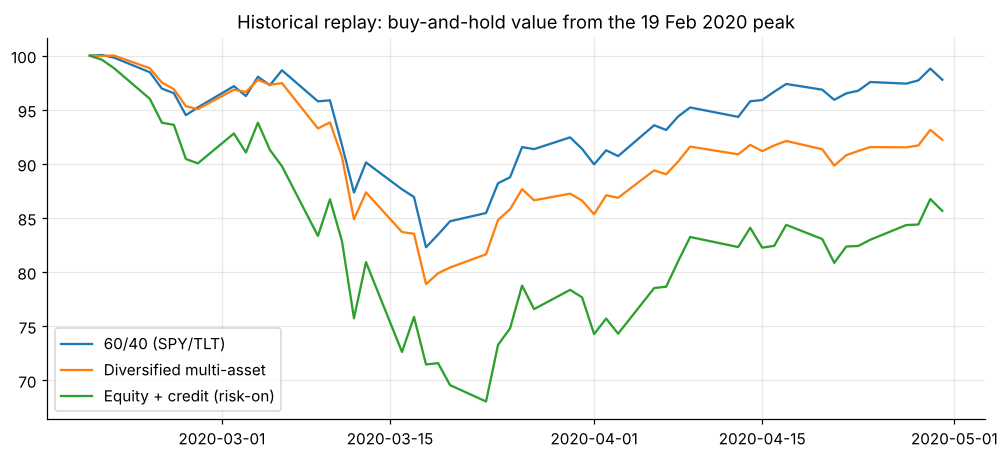 Historical replay: buy-and-hold value from the 19 Feb 2020 peak
100
95
90
85
80
75
70
60/40 (SPY/TLT)
Diversified multi-asset
Equity + credit (risk-on)
2020-03-01 2020-03-15 2020-04-01 2020-04-15 2020-05-01